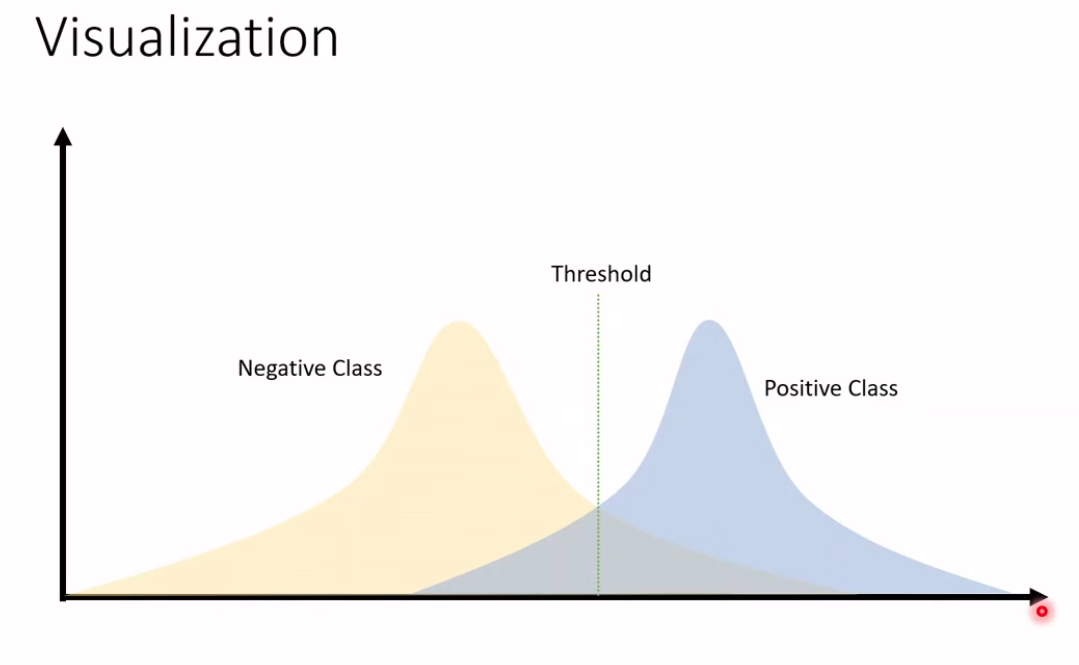 Visualization
Threshold
Negative Class
Positive Class